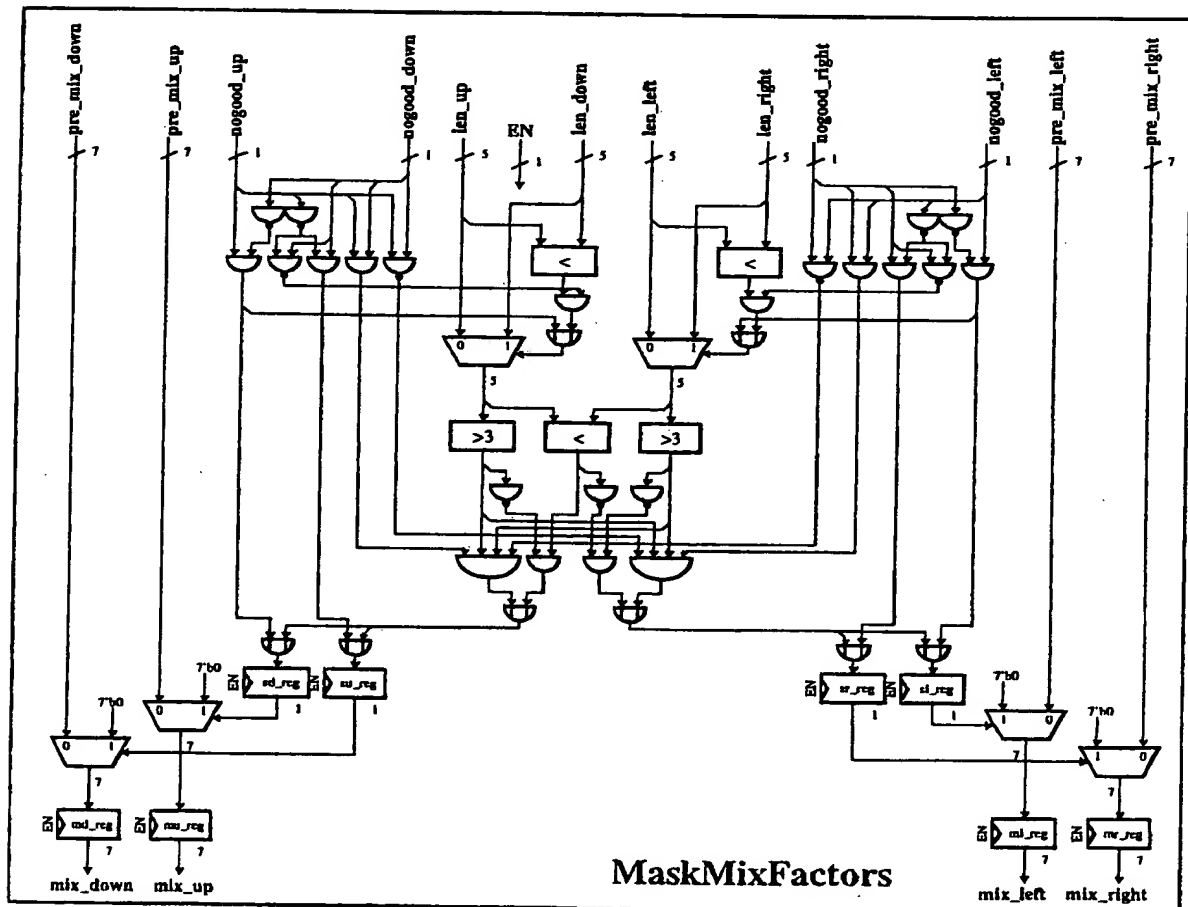 pre_mix_down
pre_mix_up
nogood_up
nogood_down
len_up
EN
len_down
len_left
len_right
nogood_right
nogood_left
pre_mix_left
pre_mix_right
7
7
1
1
5
1
5
5
5
1
1
7
7
<
<
0 1
0 1
5
5
>3
<
>3
EN
sd_reg
EN
su_reg
sr_reg
EN
EN
sl_reg
1
1
1
1
7'b0
7'b0
7'b0
7'b0
0 1
0 1
1 0
1 0
7
7
7
7
EN
md_reg
EN
mu_reg
EN
ml_reg
EN
mr_reg
7
7
7
7
mix_down
mix_up
MaskMixFactors
mix_left
mix_right